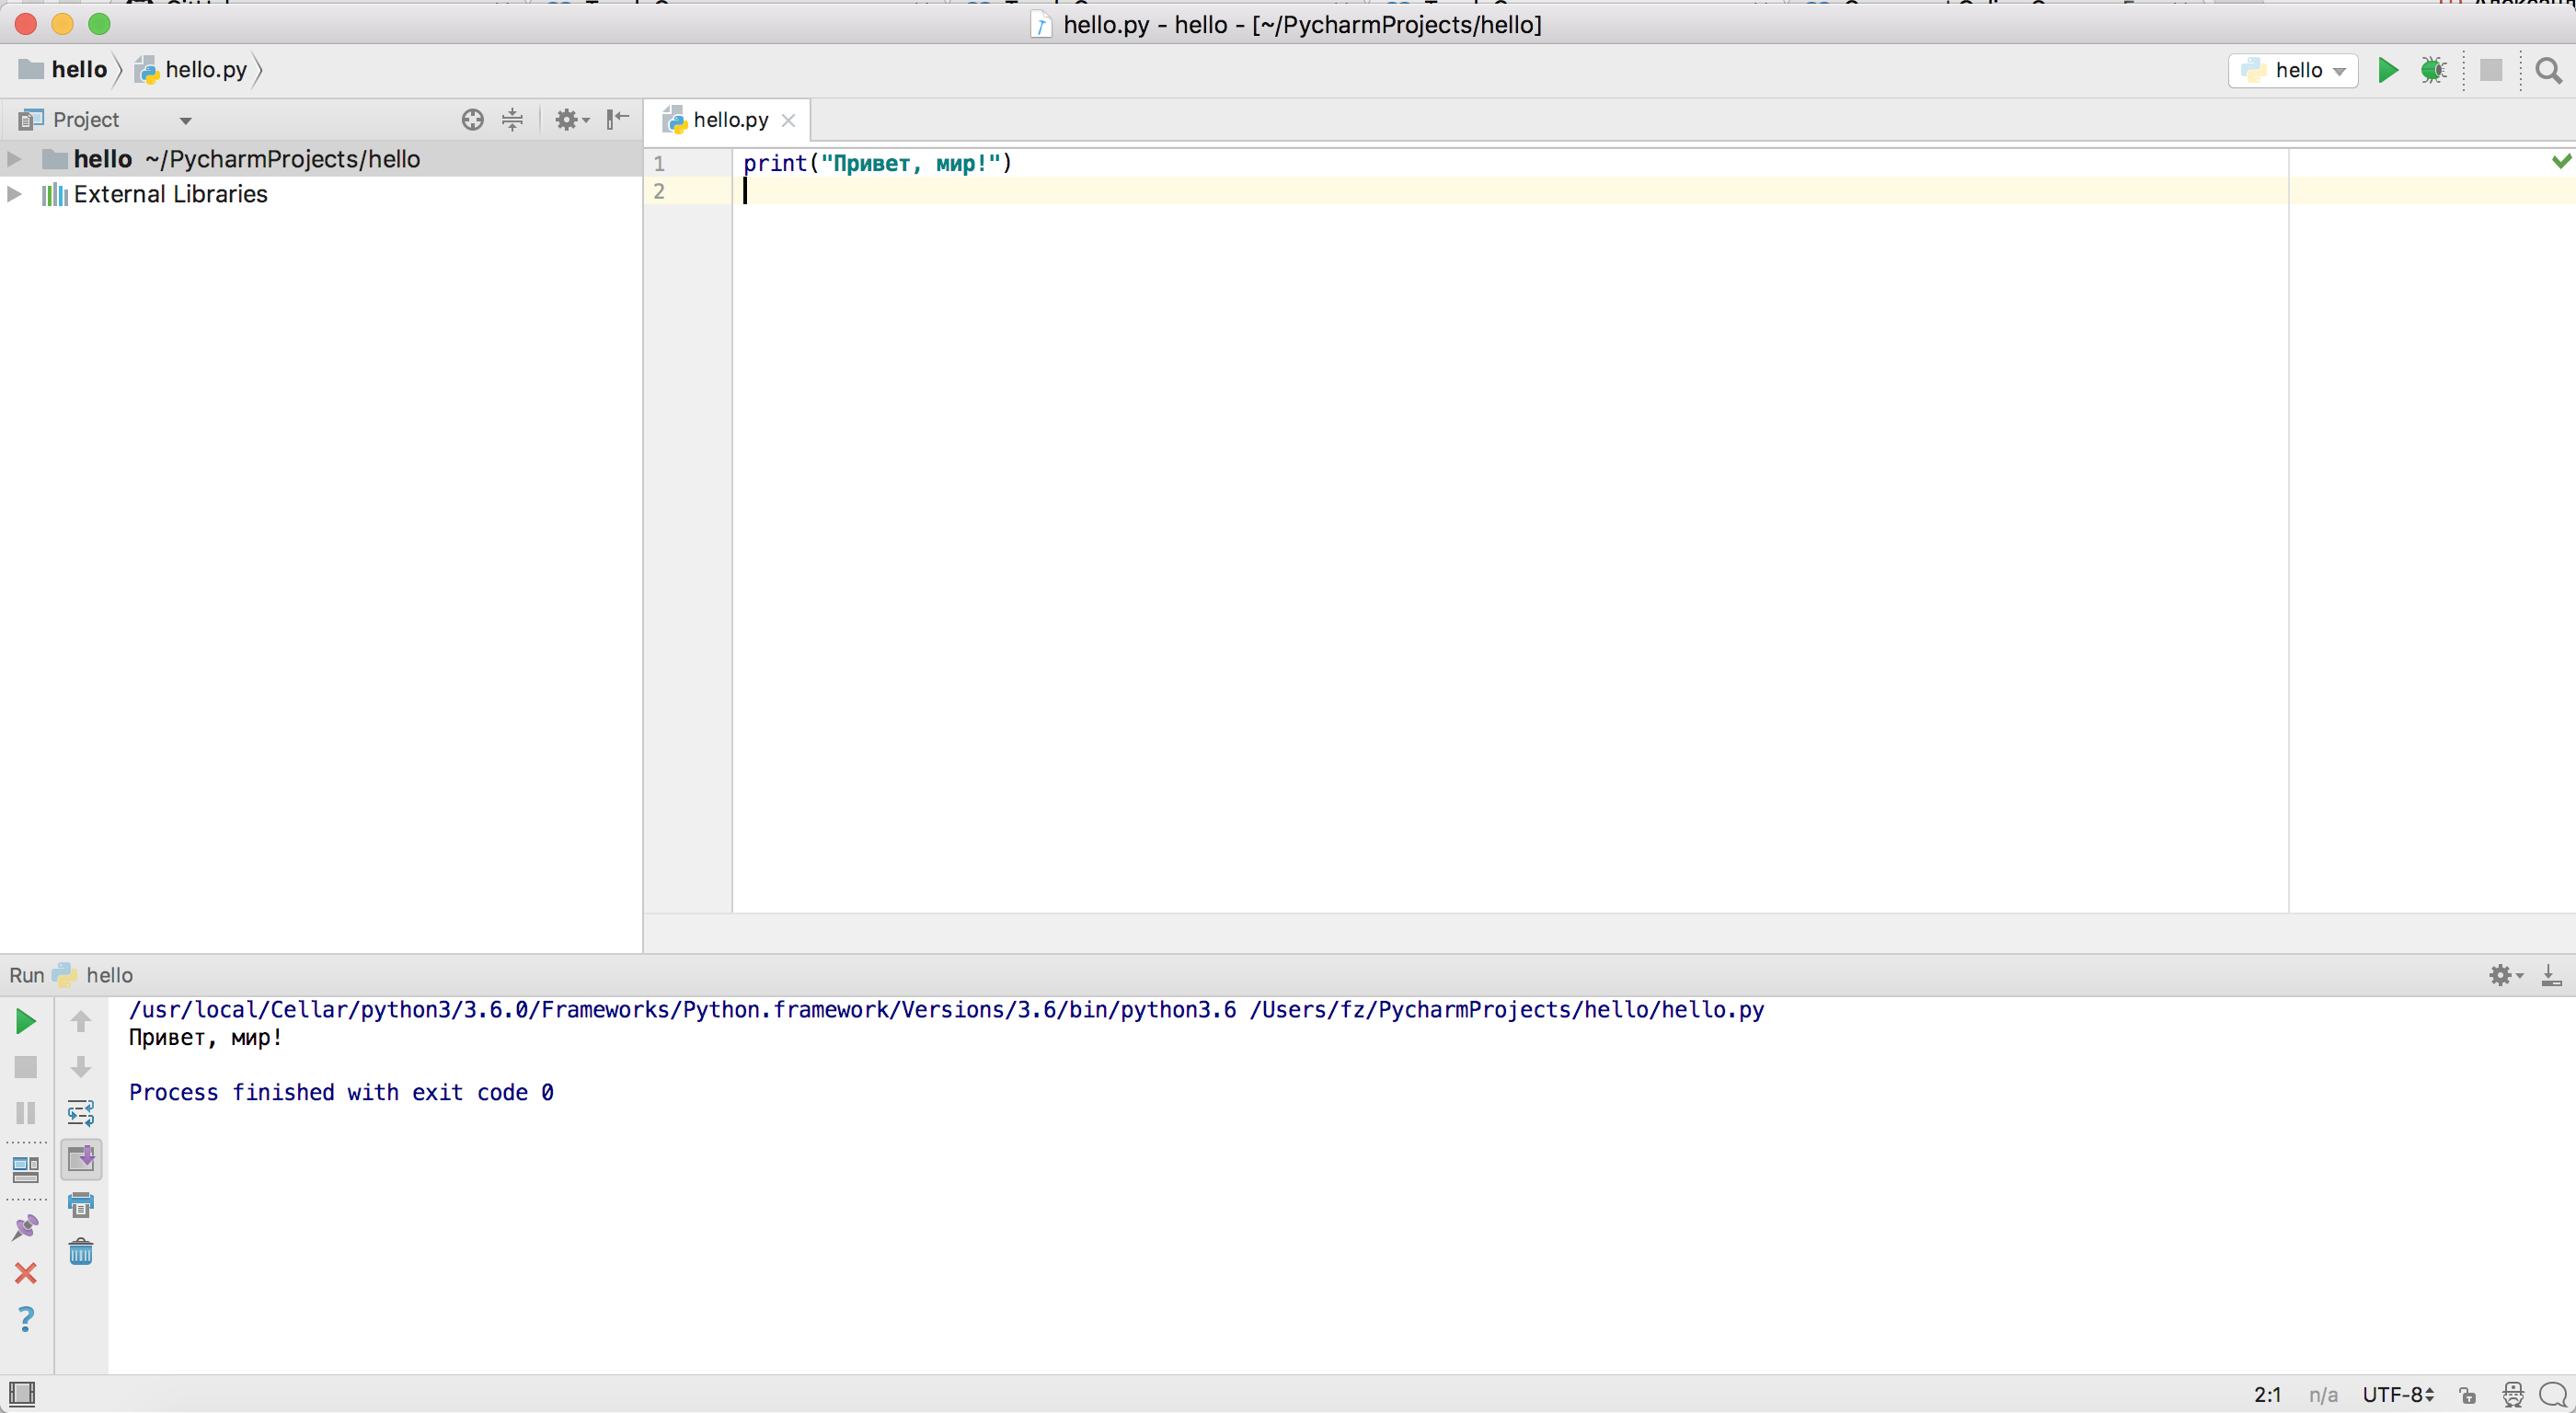 hello.py - hello - [~/PycharmProjects/hello]
hello hello.py hello
Project hello.py
hello ~/PycharmProjects/hello
External Libraries
1 print("Привет, мир!")
2
Run hello
/usr/local/Cellar/python3/3.6.0/Frameworks/Python.framework/Versions/3.6/bin/python3.6 /Users/fz/PycharmProjects/hello/hello.py
Привет, мир!
Process finished with exit code 0
?
2:1 n/a UTF-8